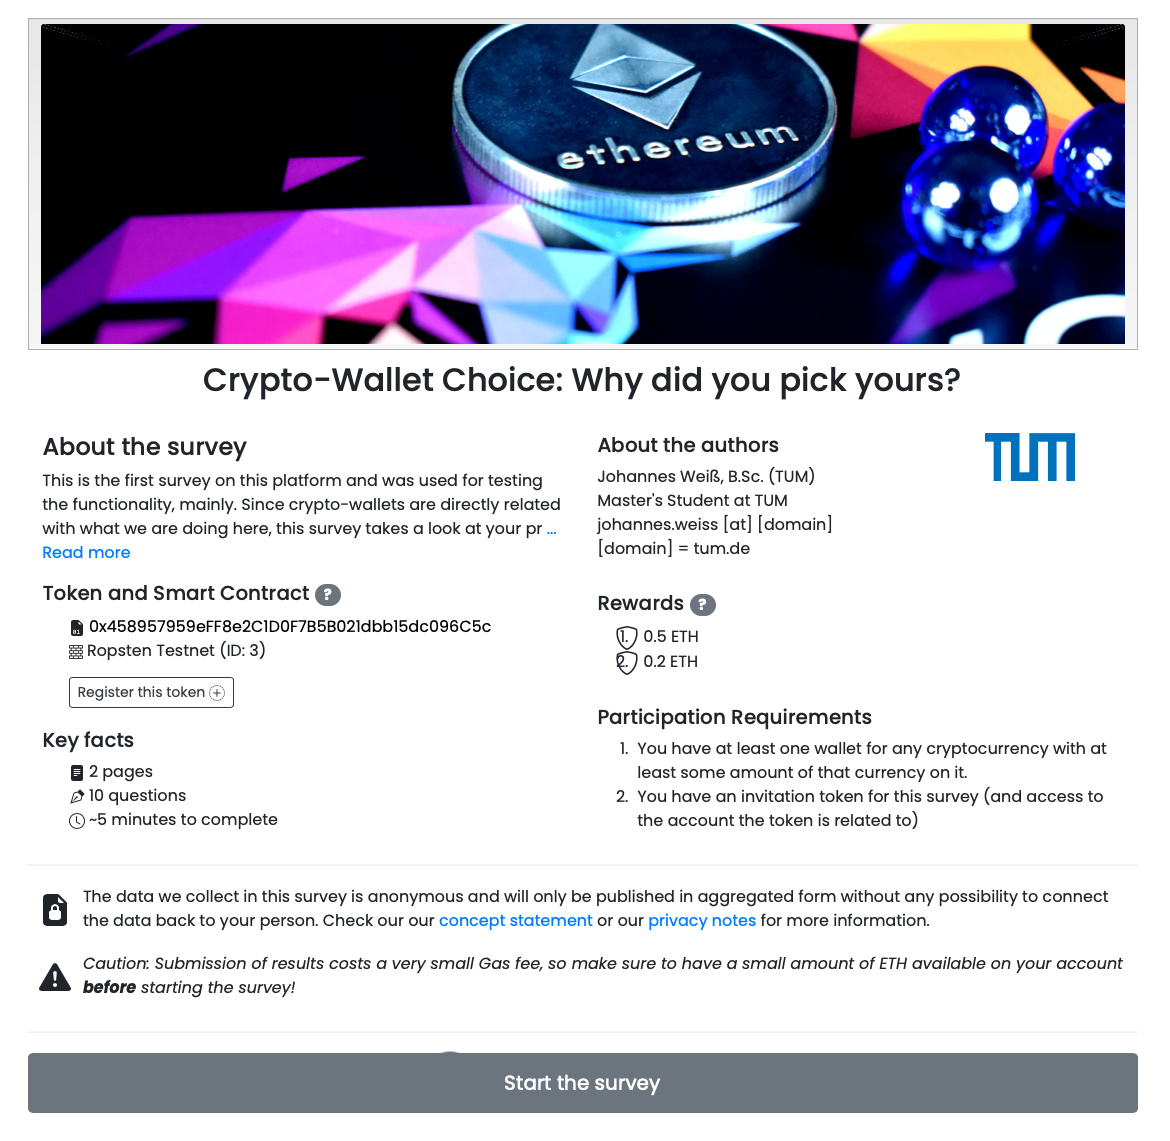 ethereum
Crypto-Wallet Choice: Why did you pick yours?
About the survey
This is the first survey on this platform and was used for testing
the functionality, mainly. Since crypto-wallets are directly related
with what we are doing here, this survey takes a look at your pr ...
Read more
Token and Smart Contract ?
0x458957959eFF8e2C1D0F7B5B021dbb15dc096C5c
Ropsten Testnet (ID: 3)
Register this token
Key facts
2 pages
10 questions
~5 minutes to complete
About the authors
TUM
Johannes Weiß, B.Sc. (TUM)
Master's Student at TUM
johannes.weiss [at] [domain]
[domain] = tum.de
Rewards ?
1. 0.5 ETH
2. 0.2 ETH
Participation Requirements
1. You have at least one wallet for any cryptocurrency with at
least some amount of that currency on it.
2. You have an invitation token for this survey (and access to
the account the token is related to)
The data we collect in this survey is anonymous and will only be published in aggregated form without any possibility to connect
the data back to your person. Check our our concept statement or our privacy notes for more information.
Caution: Submission of results costs a very small Gas fee, so make sure to have a small amount of ETH available on your account
before starting the survey!
Start the survey